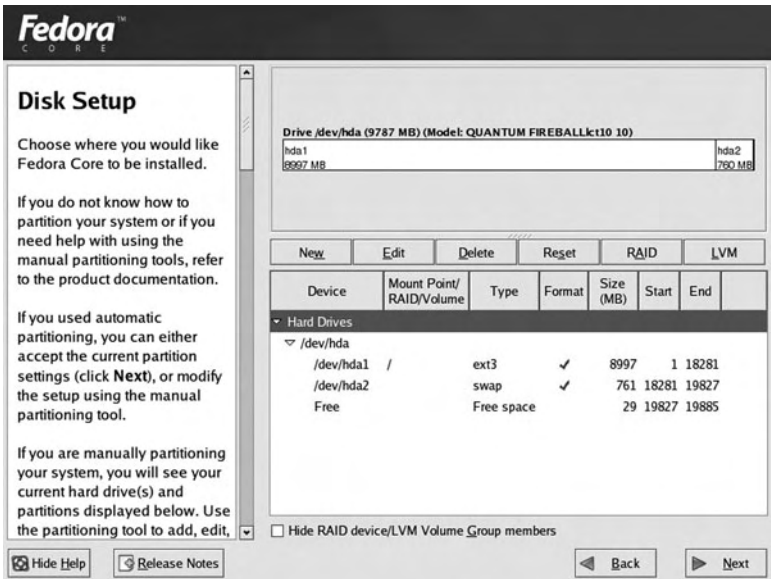 Fedora™
CORE
Disk Setup
Choose where you would like
Fedora Core to be installed.
If you do not know how to
partition your system or if you
need help with using the
manual partitioning tools, refer
to the product documentation.
If you used automatic
partitioning, you can either
accept the current partition
settings (click Next), or modify
the setup using the manual
partitioning tool.
If you are manually partitioning
your system, you will see your
current hard drive(s) and
partitions displayed below. Use
the partitioning tool to add, edit,
Drive /dev/hda (9787 MB) (Model: QUANTUM FIREBALLlct10 10)
hda1 hda2
8997 MB 760 MB
New Edit Delete Reset RAID LVM
Device Mount Point/ RAID/Volume Type Format Size (MB) Start End
Hard Drives
/dev/hda
/dev/hda1 / ext3 ✓ 8997 1 18281
/dev/hda2 swap ✓ 761 18281 19827
Free Free space 29 19827 19885
Hide RAID device/LVM Volume Group members
Hide Help Release Notes Back Next